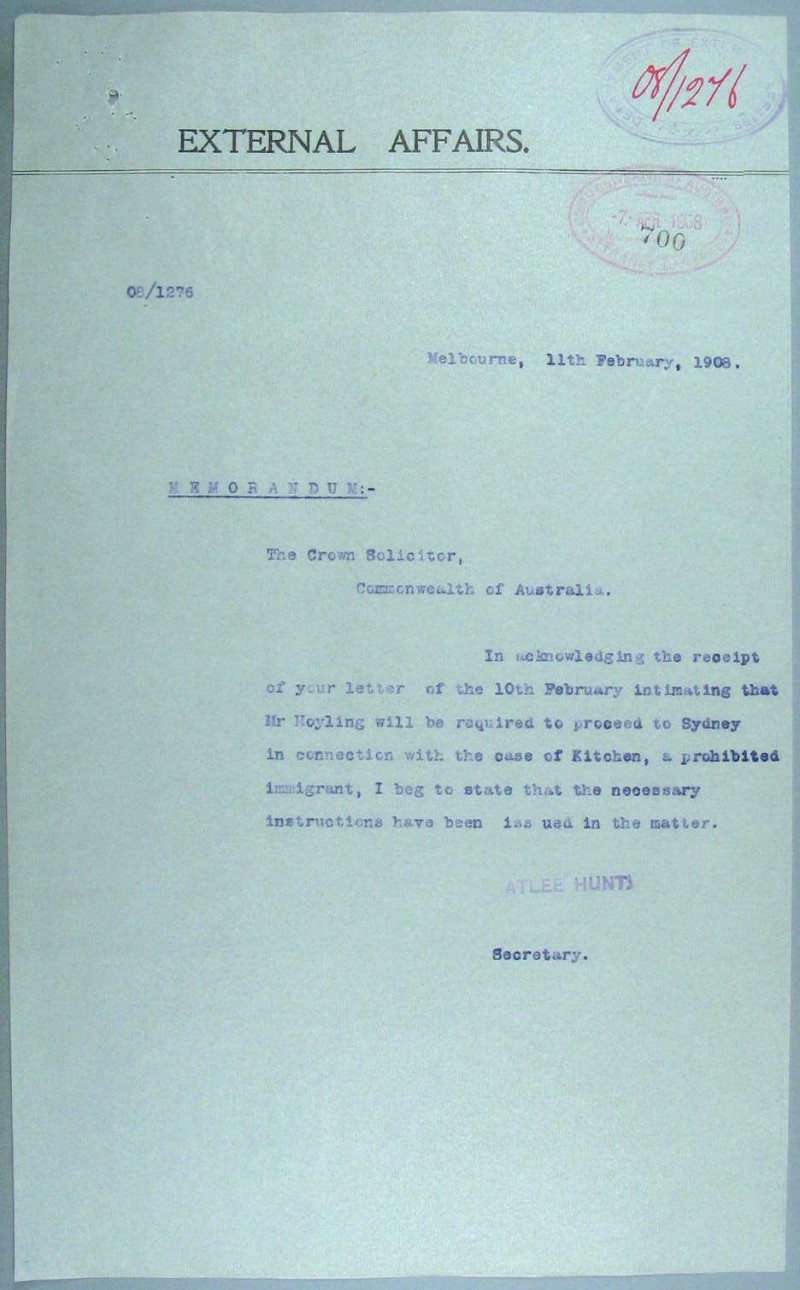 08/1276
EXTERNAL AFFAIRS.
700
08/1276
Melbourne, 11th February, 1908.
MEMORANDUM:-
The Crown Solicitor,
Commonwealth of Australia.
In acknowledging the receipt
of your letter of the 10th February intimating that
Mr Hoyling will be required to proceed to Sydney
in connection with the case of Kitchen, a prohibited
immigrant, I beg to state that the necessary
instructions have been iss ued in the matter.
ATLEE HUNT
Secretary.